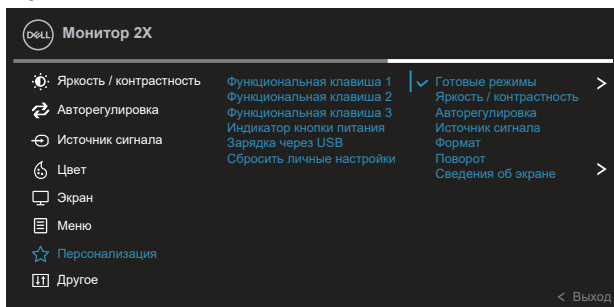 DELL
Монитор 2X
Яркость / контрастность
Авторегулировка
Источник сигнала
Цвет
Экран
Меню
Персонализация
Другое
Функциональная клавиша 1
Функциональная клавиша 2
Функциональная клавиша 3
Индикатор кнопки питания
Зарядка через USB
Сбросить личные настройки
Готовые режимы
Яркость / контрастность
Авторегулировка
Источник сигнала
Формат
Поворот
Сведения об экране
Выход